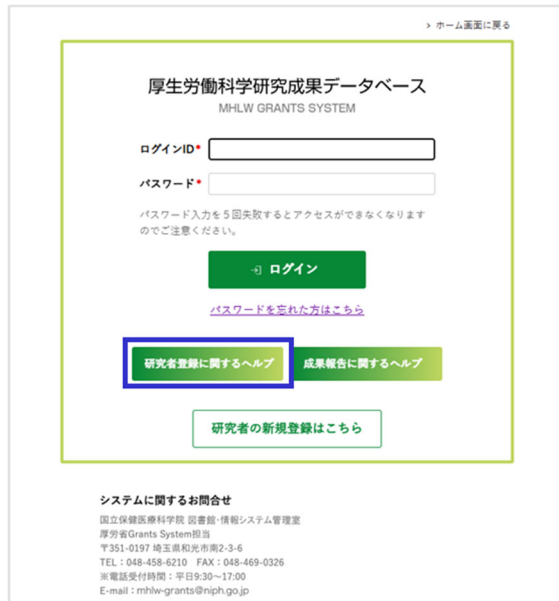 › ホーム画面に戻る
厚生労働科学研究成果データベース
MHLW GRANTS SYSTEM
ログインID*
パスワード*
パスワード入力を5回失敗するとアクセスができなくなります
のでご注意ください。
ログイン
パスワードを忘れた方はこちら
研究者登録に関するヘルプ 成果報告に関するヘルプ
研究者の新規登録はこちら
システムに関するお問合せ
国立保健医療科学院 図書館・情報システム管理室
厚労省Grants System担当
〒351-0197 埼玉県和光市南2-3-6
TEL：048-458-6210 FAX：048-469-0326
※電話受付時間：平日9:30～17:00
E-mail：mhlw-grants@niph.go.jp